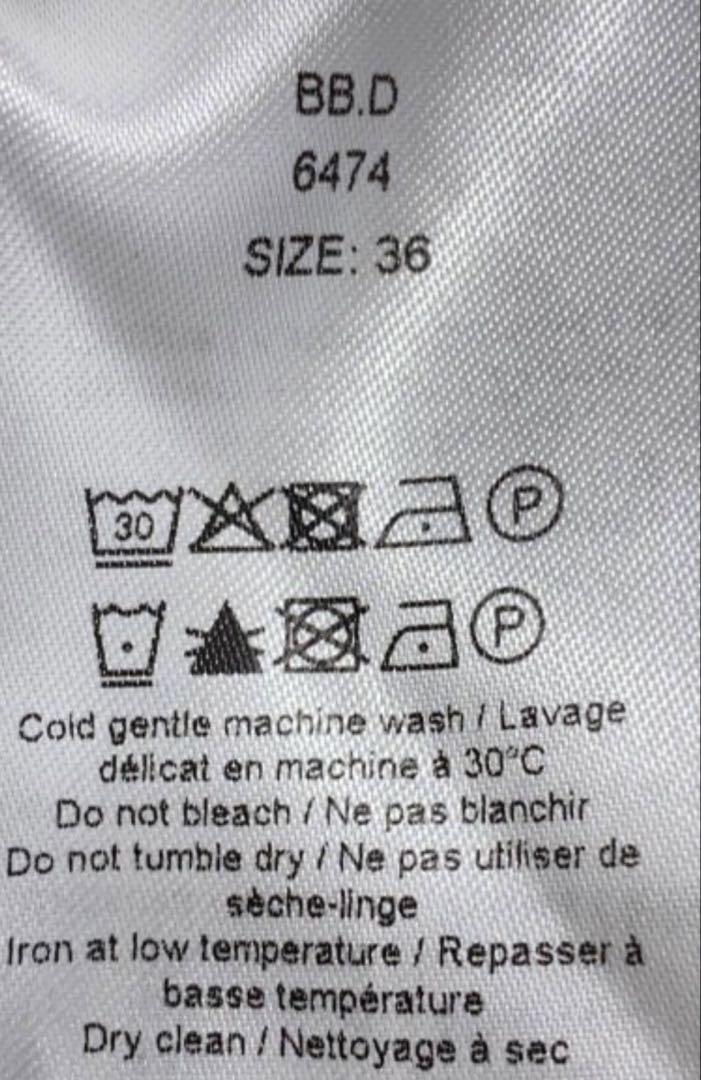 BB.D
6474
SIZE: 36
30 P
P
Cold gentle machine wash / Lavage
délicat en machine à 30°C
Do not bleach / Ne pas blanchir
Do not tumble dry / Ne pas utiliser de
sèche-linge
Iron at low temperature / Repasser à
basse température
Dry clean / Nettoyage à sec